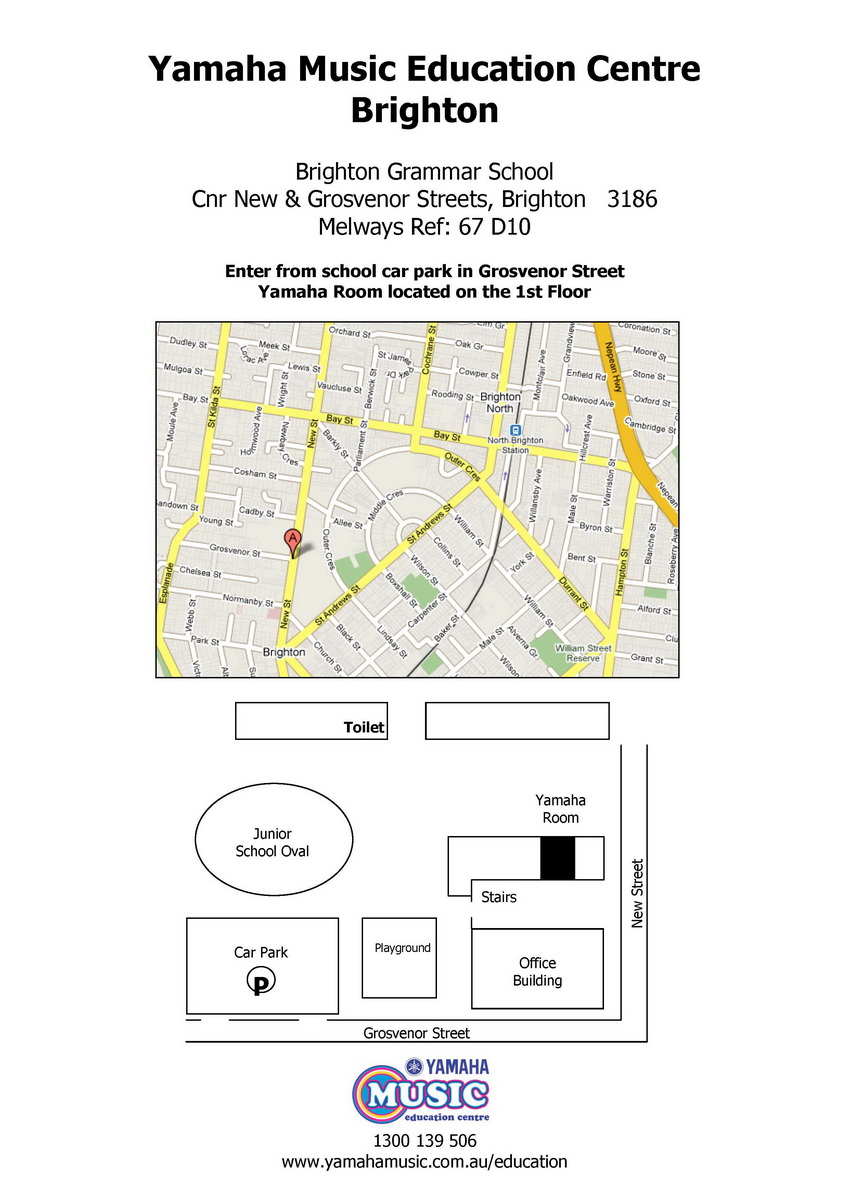 Yamaha Music Education Centre
Brighton
Brighton Grammar School
Cnr New & Grosvenor Streets, Brighton 3186
Melways Ref: 67 D10
Enter from school car park in Grosvenor Street
Yamaha Room located on the 1st Floor
Orchard St
Cochrane St
Elm Gr
Grandview
Coronation St
Dudley St
Meek St
Oak Gr
Moore St
St James
Park Dr
Montclair Ave
Nepean Hwy
Mulgoa St
Lewis St
Cowper St
Enfield Rd
Stone St
Wright St
Vaucluse St
Berwick St
Rooding St
Brighton
North
Oakwood Ave
Oxford St
Bay St
St Kilda St
Moule Ave
New St
Bay St
Bay St
North Brighton
Station
Hillcrest Ave
Cambridge St
Barkly St
Parliament St
Outer Cres
Cosham St
Middle Cres
Willansby Ave
Male St
Warriston St
Nepean
Cadby St
Young St
Allee St
St Andrews St
William St
Byron St
Outer Cres
Collins St
Blanche St
Roseberry Ave
Grosvenor St
A
Wilson St
York St
Bent St
Chelsea St
Esplanade
Boxshall St
Durrant St
Hampton St
Normanby St
New St
St Andrews St
Carpenter St
William St
Alford St
Webb St
Black St
Lindsay St
Baker St
Male St
Alverna Gr
Park St
Brighton
Church St
Wilson
William Street
Reserve
Grant St
Toilet
Yamaha
Room
Junior
School Oval
Stairs
New Street
Car Park
P
Playground
Office
Building
Grosvenor Street
YAMAHA
MUSIC
education centre
1300 139 506
www.yamahamusic.com.au/education